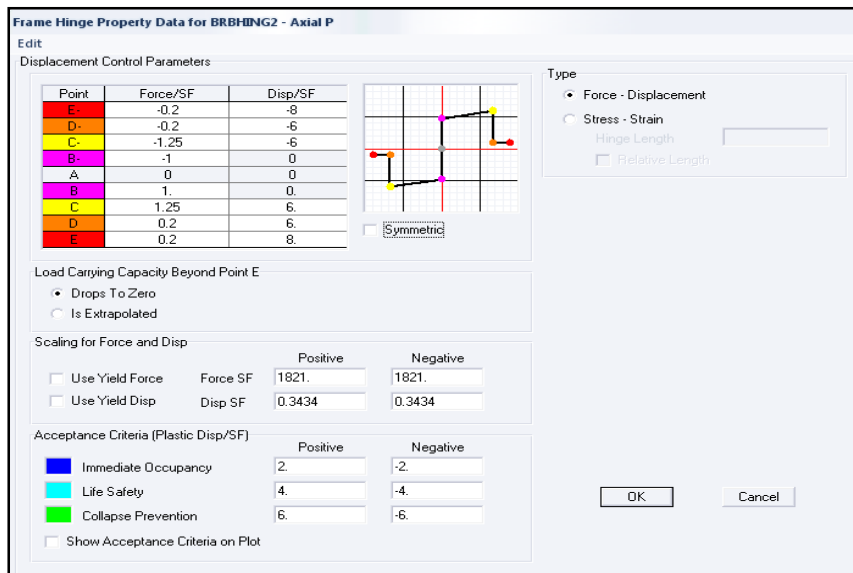 Frame Hinge Property Data for BRBHING2 - Axial P
Edit
Displacement Control Parameters
Point Force/SF Disp/SF
E- -0.2 -8
D- -0.2 -6
C- -1.25 -6
B- -1 0
A 0 0
B 1. 0.
C 1.25 6.
D 0.2 6.
E 0.2 8.
Symmetric
Type
Force - Displacement
Stress - Strain
Hinge Length
Relative Length
Load Carrying Capacity Beyond Point E
Drops To Zero
Is Extrapolated
Scaling for Force and Disp
Positive Negative
Use Yield Force Force SF 1821. 1821.
Use Yield Disp Disp SF 0.3434 0.3434
Acceptance Criteria (Plastic Disp/SF)
Positive Negative
Immediate Occupancy 2. -2.
Life Safety 4. -4.
Collapse Prevention 6. -6.
Show Acceptance Criteria on Plot
OK Cancel